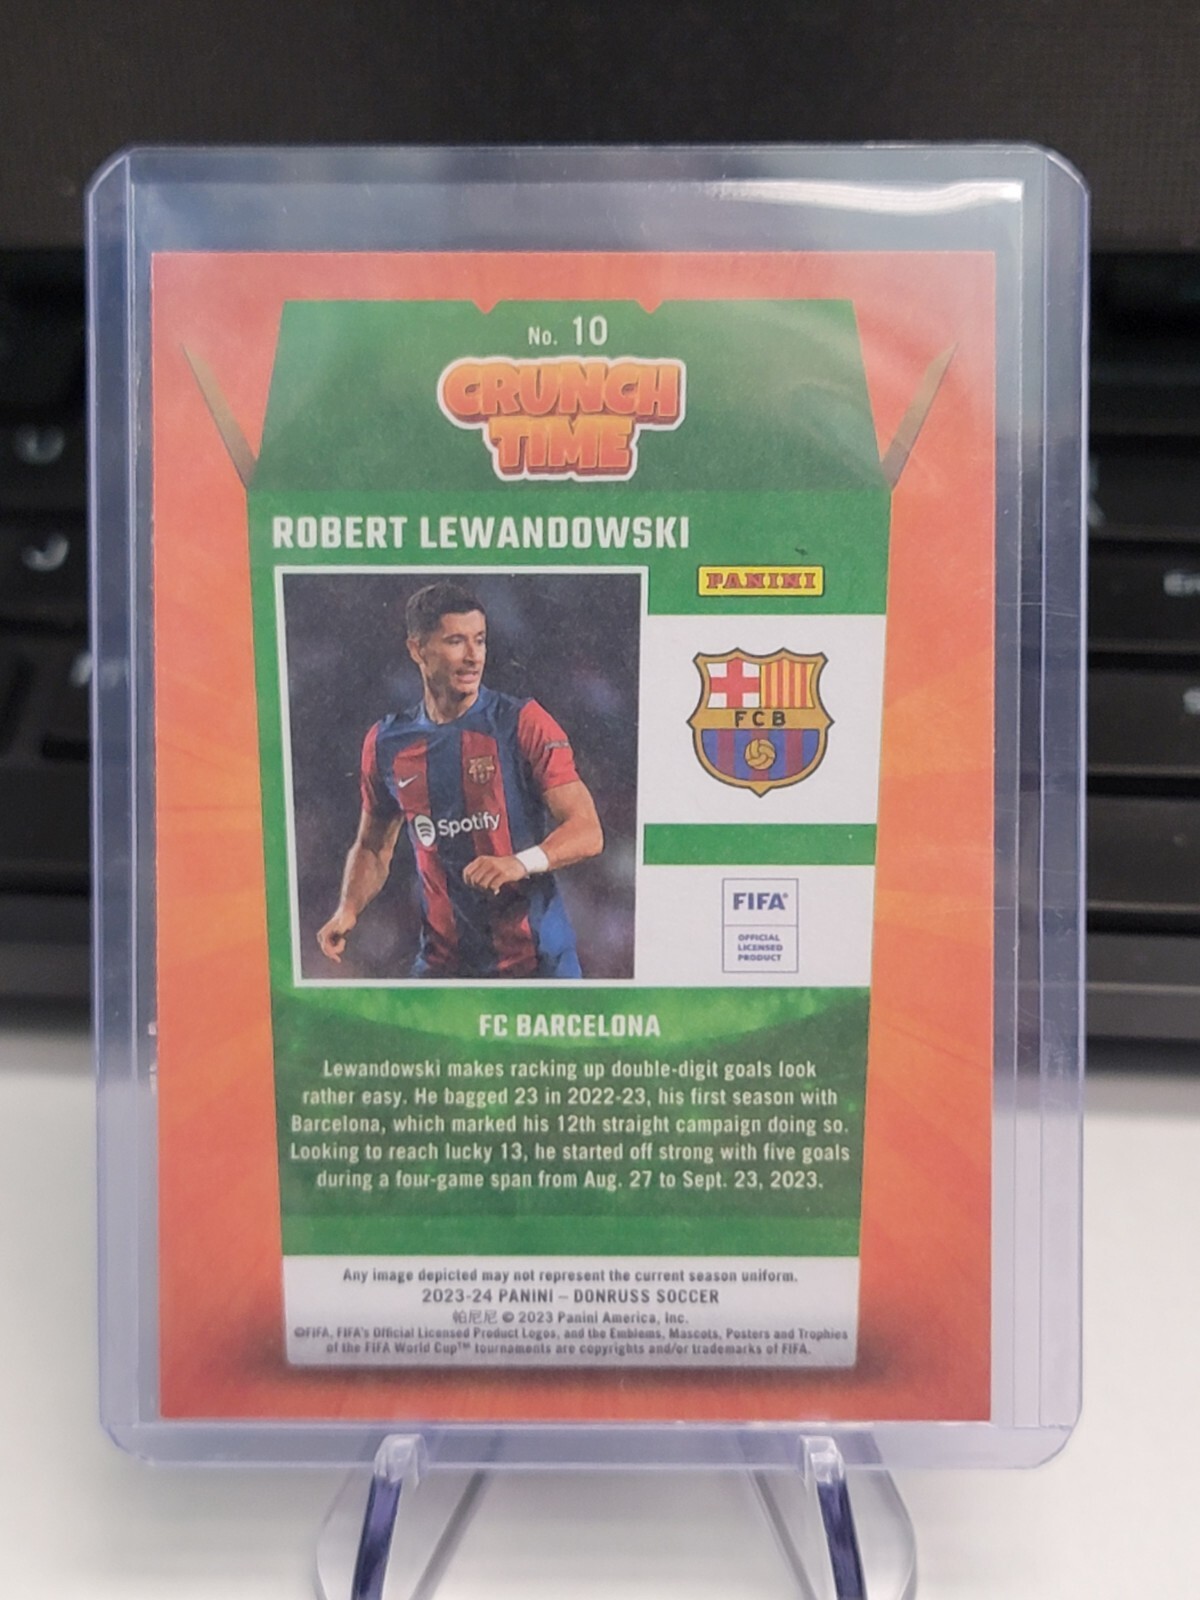 No. 10
CRUNCH
TIME
ROBERT LEWANDOWSKI
PANINI
FCB
Spotify
FIFA®
OFFICIAL
LICENSED
PRODUCT
FC BARCELONA
Lewandowski makes racking up double-digit goals look
rather easy. He bagged 23 in 2022-23, his first season with
Barcelona, which marked his 12th straight campaign doing so.
Looking to reach lucky 13, he started off strong with five goals
during a four-game span from Aug. 27 to Sept. 23, 2023.
Any image depicted may not represent the current season uniform.
2023-24 PANINI – DONRUSS SOCCER
帕尼尼 © 2023 Panini America, Inc.
©FIFA, FIFA's Official Licensed Product Logos, and the Emblems, Mascots, Posters and Trophies
of the FIFA World Cup™ tournaments are copyrights and/or trademarks of FIFA.